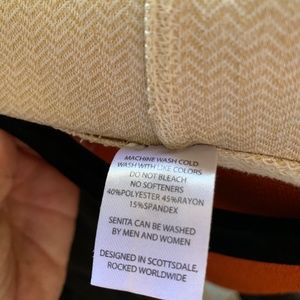 MACHINE WASH COLD
WASH WITH LIKE COLORS
DO NOT BLEACH
NO SOFTENERS
40%POLYESTER 45%RAYON
15%SPANDEX
SENITA CAN BE WASHED
BY MEN AND WOMEN
DESIGNED IN SCOTTSDALE,
ROCKED WORLDWIDE